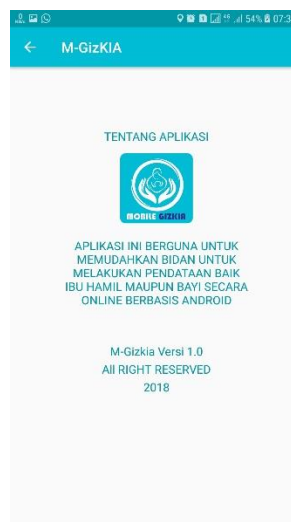 54% 07:3
M-GizKIA
TENTANG APLIKASI
MOBILE GIZIKIA
APLIKASI INI BERGUNA UNTUK
MEMUDAHKAN BIDAN UNTUK
MELAKUKAN PENDATAAN BAIK
IBU HAMIL MAUPUN BAYI SECARA
ONLINE BERBASIS ANDROID
M-Gizkia Versi 1.0
All RIGHT RESERVED
2018